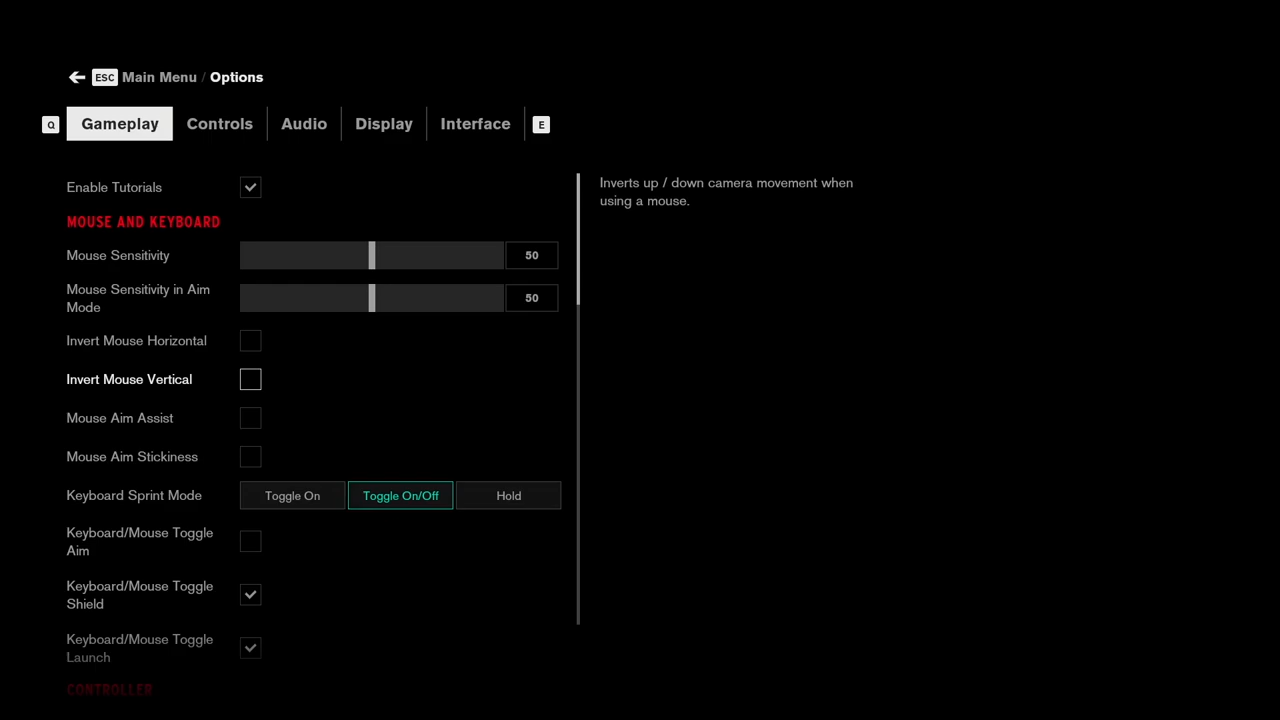 ESC Main Menu / Options
Q Gameplay Controls Audio Display Interface E
Enable Tutorials
Inverts up / down camera movement when
using a mouse.
MOUSE AND KEYBOARD
Mouse Sensitivity 50
Mouse Sensitivity in Aim
Mode 50
Invert Mouse Horizontal
Invert Mouse Vertical
Mouse Aim Assist
Mouse Aim Stickiness
Keyboard Sprint Mode Toggle On Toggle On/Off Hold
Keyboard/Mouse Toggle
Aim
Keyboard/Mouse Toggle
Shield
Keyboard/Mouse Toggle
Launch
CONTROLLER